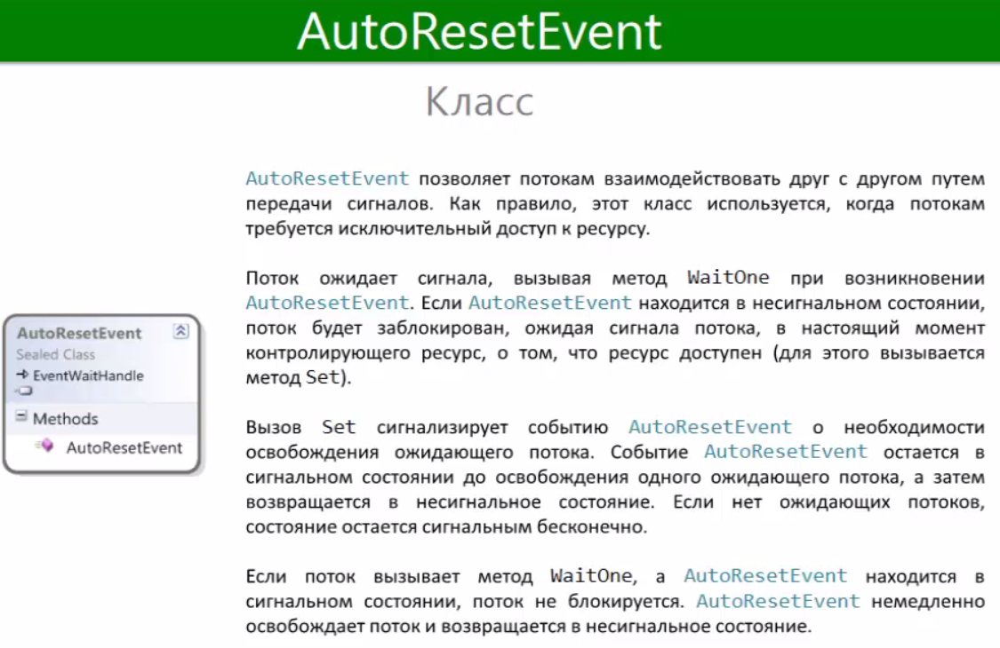 AutoResetEvent
Класс
AutoResetEvent позволяет потокам взаимодействовать друг с другом путем
передачи сигналов. Как правило, этот класс используется, когда потокам
требуется исключительный доступ к ресурсу.
Поток ожидает сигнала, вызывая метод WaitOne при возникновении
AutoResetEvent. Если AutoResetEvent находится в несигнальном состоянии,
поток будет заблокирован, ожидая сигнала потока, в настоящий момент
контролирующего ресурс, о том, что ресурс доступен (для этого вызывается
метод Set).
Вызов Set сигнализирует событию AutoResetEvent о необходимости
освобождения ожидающего потока. Событие AutoResetEvent остается в
сигнальном состоянии до освобождения одного ожидающего потока, а затем
возвращается в несигнальное состояние. Если нет ожидающих потоков,
состояние остается сигнальным бесконечно.
Если поток вызывает метод WaitOne, а AutoResetEvent находится в
сигнальном состоянии, поток не блокируется. AutoResetEvent немедленно
освобождает поток и возвращается в несигнальное состояние.
AutoResetEvent
Sealed Class
EventWaitHandle
Methods
AutoResetEvent